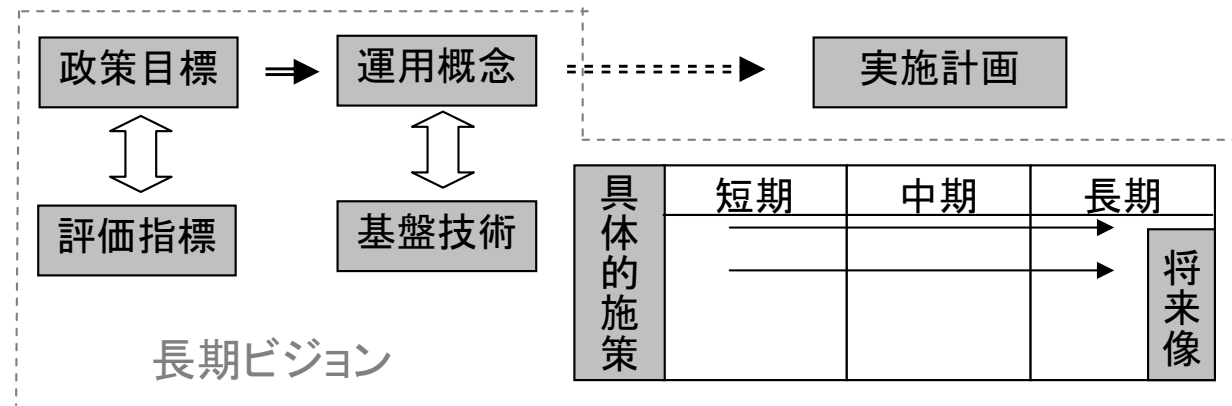 政策目標
運用概念
実施計画
評価指標
基盤技術
長期ビジョン
具体的施策
短期
中期
長期
将来像